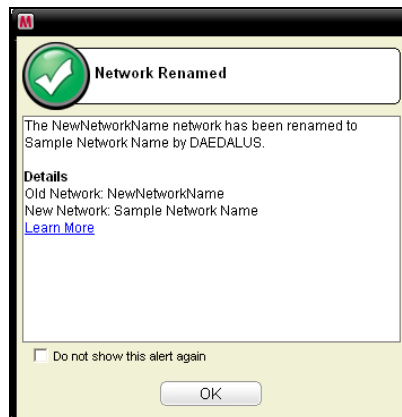 M
Network Renamed
The NewNetworkName network has been renamed to
Sample Network Name by DAEDALUS.
Details
Old Network: NewNetworkName
New Network: Sample Network Name
Learn More
Do not show this alert again
OK